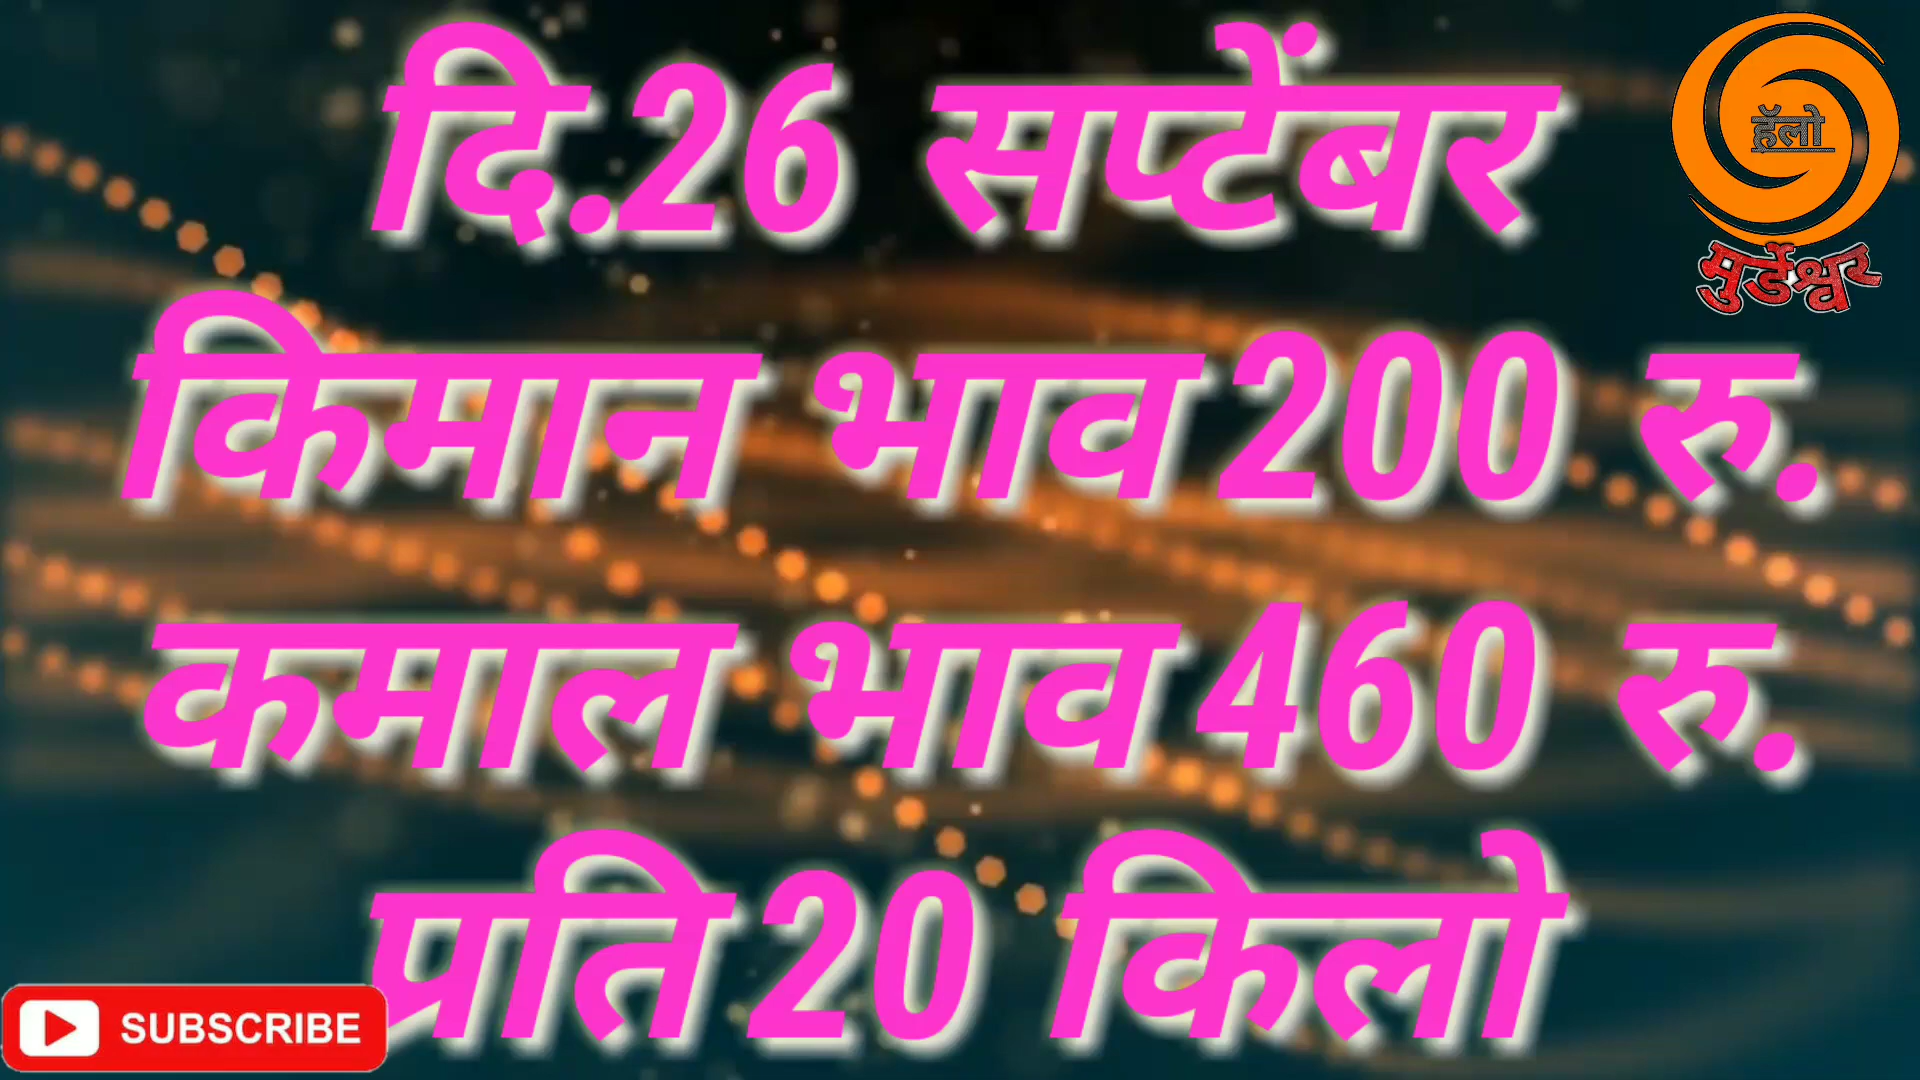 दि.26 सप्टेंबर
हॅलो
मुर्डेश्वर
किमान भाव 200 रु.
कमाल भाव 460 रु.
प्रति 20 किलो
SUBSCRIBE